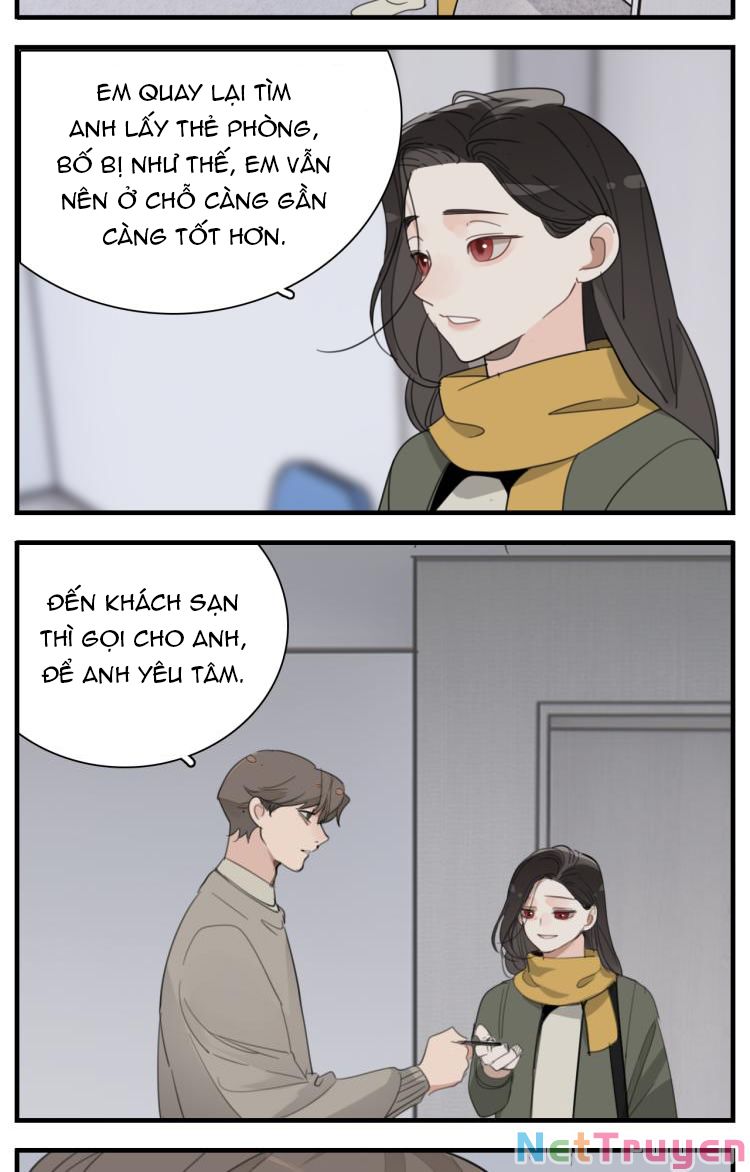 EM QUAY LẠI TÌM
ANH LẤY THẺ PHÒNG,
BỐ BỊ NHƯ THẾ, EM VẪN
NÊN Ở CHỖ CÀNG GẦN
CÀNG TỐT HƠN.
ĐẾN KHÁCH SẠN
THÌ GỌI CHO ANH,
ĐỂ ANH YÊU TÂM.
NetTruyen